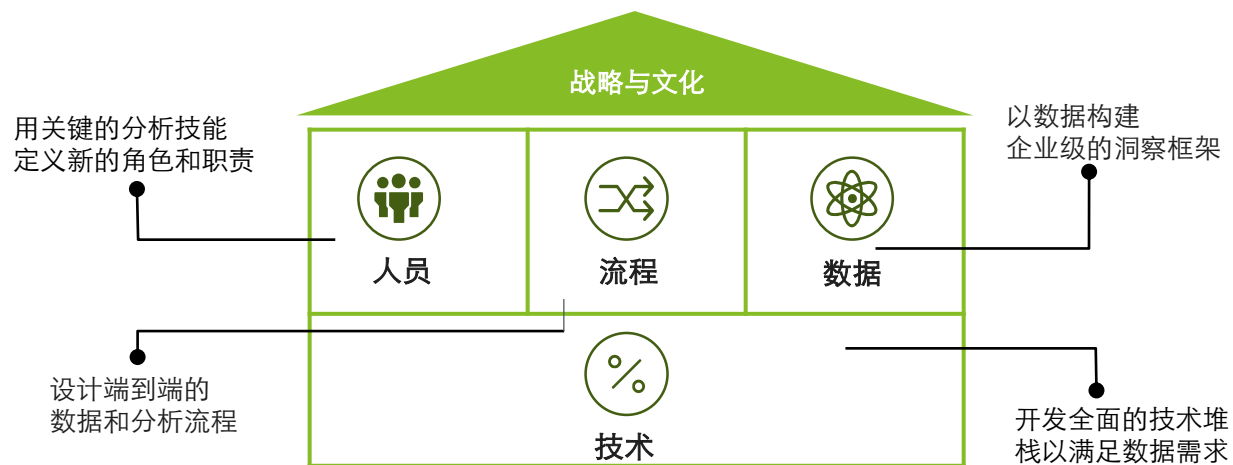 战略与文化
用关键的分析技能
定义新的角色和职责
以数据构建
企业级的洞察框架
人员
流程
数据
设计端到端的
数据和分析流程
技术
开发全面的技术堆
栈以满足数据需求